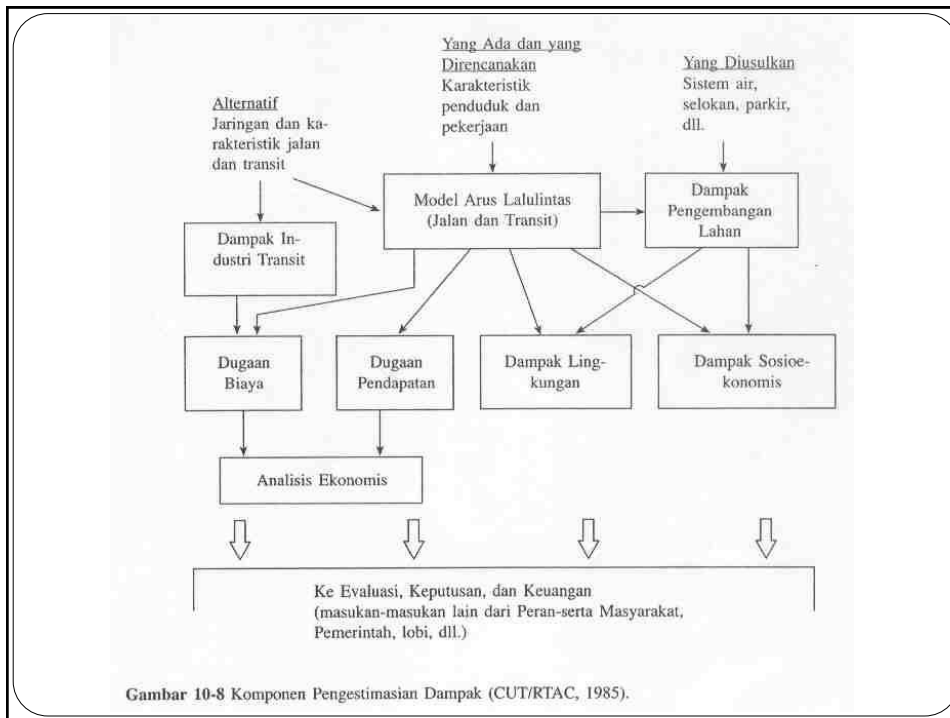 Yang Ada dan yang
Direncanakan
Karakteristik
penduduk dan
pekerjaan
Yang Diusulkan
Sistem air,
selokan, parkir,
dll.
Alternatif
Jaringan dan ka-
rakteristik jalan
dan transit
Model Arus Lalulintas
(Jalan dan Transit)
Dampak
Pengembangan
Lahan
Dampak In-
dustri Transit
Dugaan
Biaya
Dugaan
Pendapatan
Dampak Ling-
kungan
Dampak Sosioe-
konomis
Analisis Ekonomis
Ke Evaluasi, Keputusan, dan Keuangan
(masukan-masukan lain dari Peran-serta Masyarakat,
Pemerintah, lobi, dll.)
Gambar 10-8 Komponen Pengestimasian Dampak (CUT/RTAC, 1985).